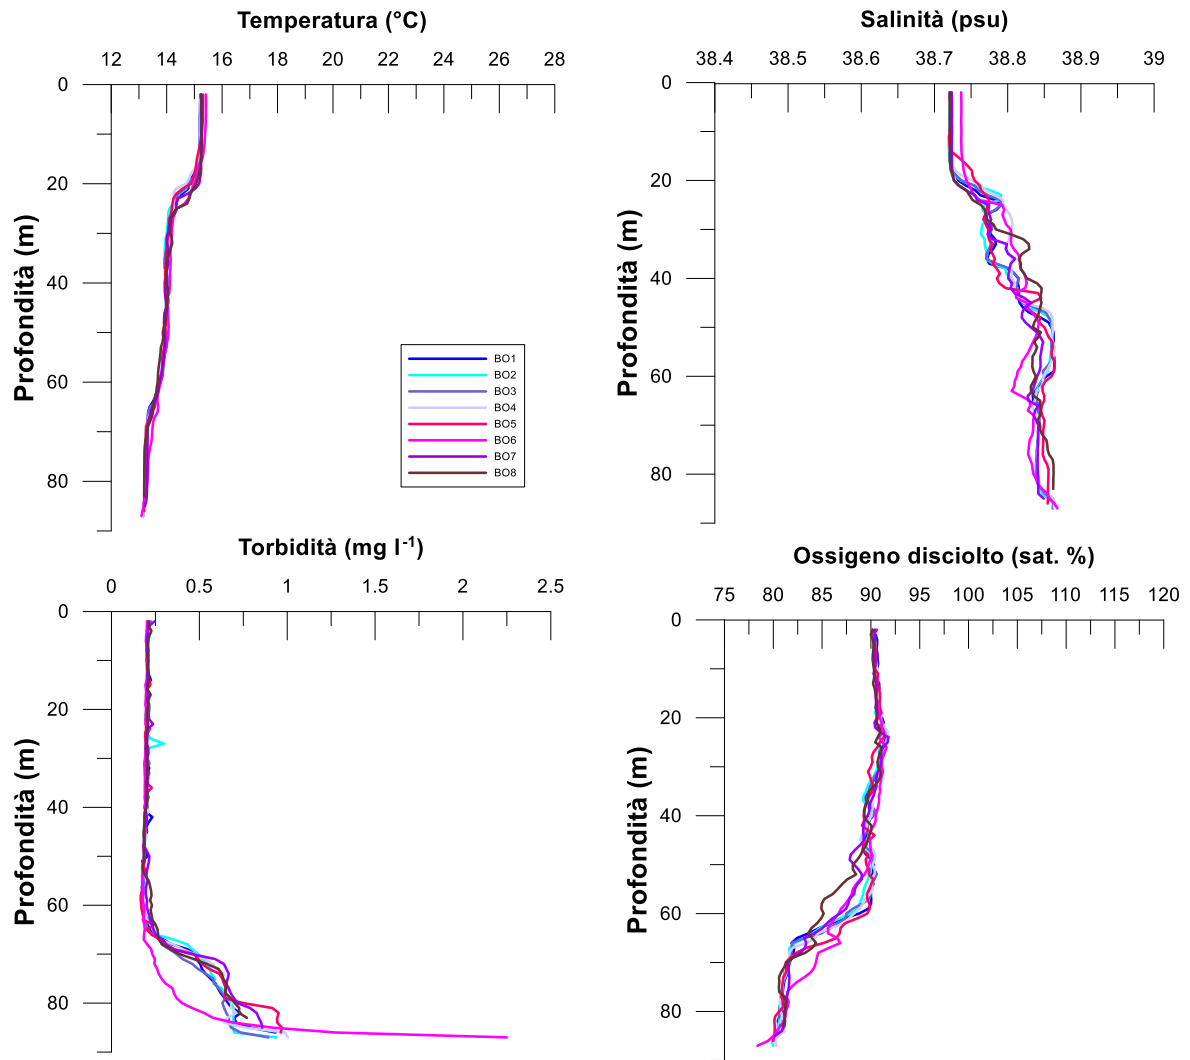 Temperatura (°C)
12 14 16 18 20 22 24 26 28
0
20
40
60
80
Profondità (m)
BO1
BO2
BO3
BO4
BO5
BO6
BO7
BO8
Salinità (psu)
38.4 38.5 38.6 38.7 38.8 38.9 39
0
20
40
60
80
Profondità (m)
Torbidità (mg l-1)
0 0.5 1 1.5 2 2.5
0
20
40
60
80
Profondità (m)
Ossigeno disciolto (sat. %)
75 80 85 90 95 100 105 110 115 120
0
20
40
60
80
Profondità (m)